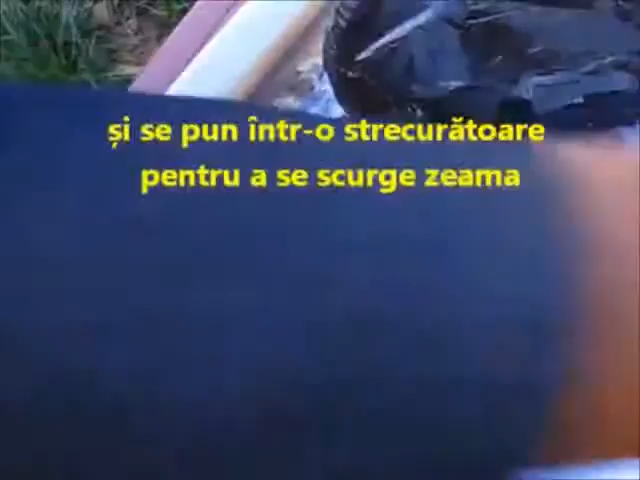 și se pun într-o strecurătoare
pentru a se scurge zeama